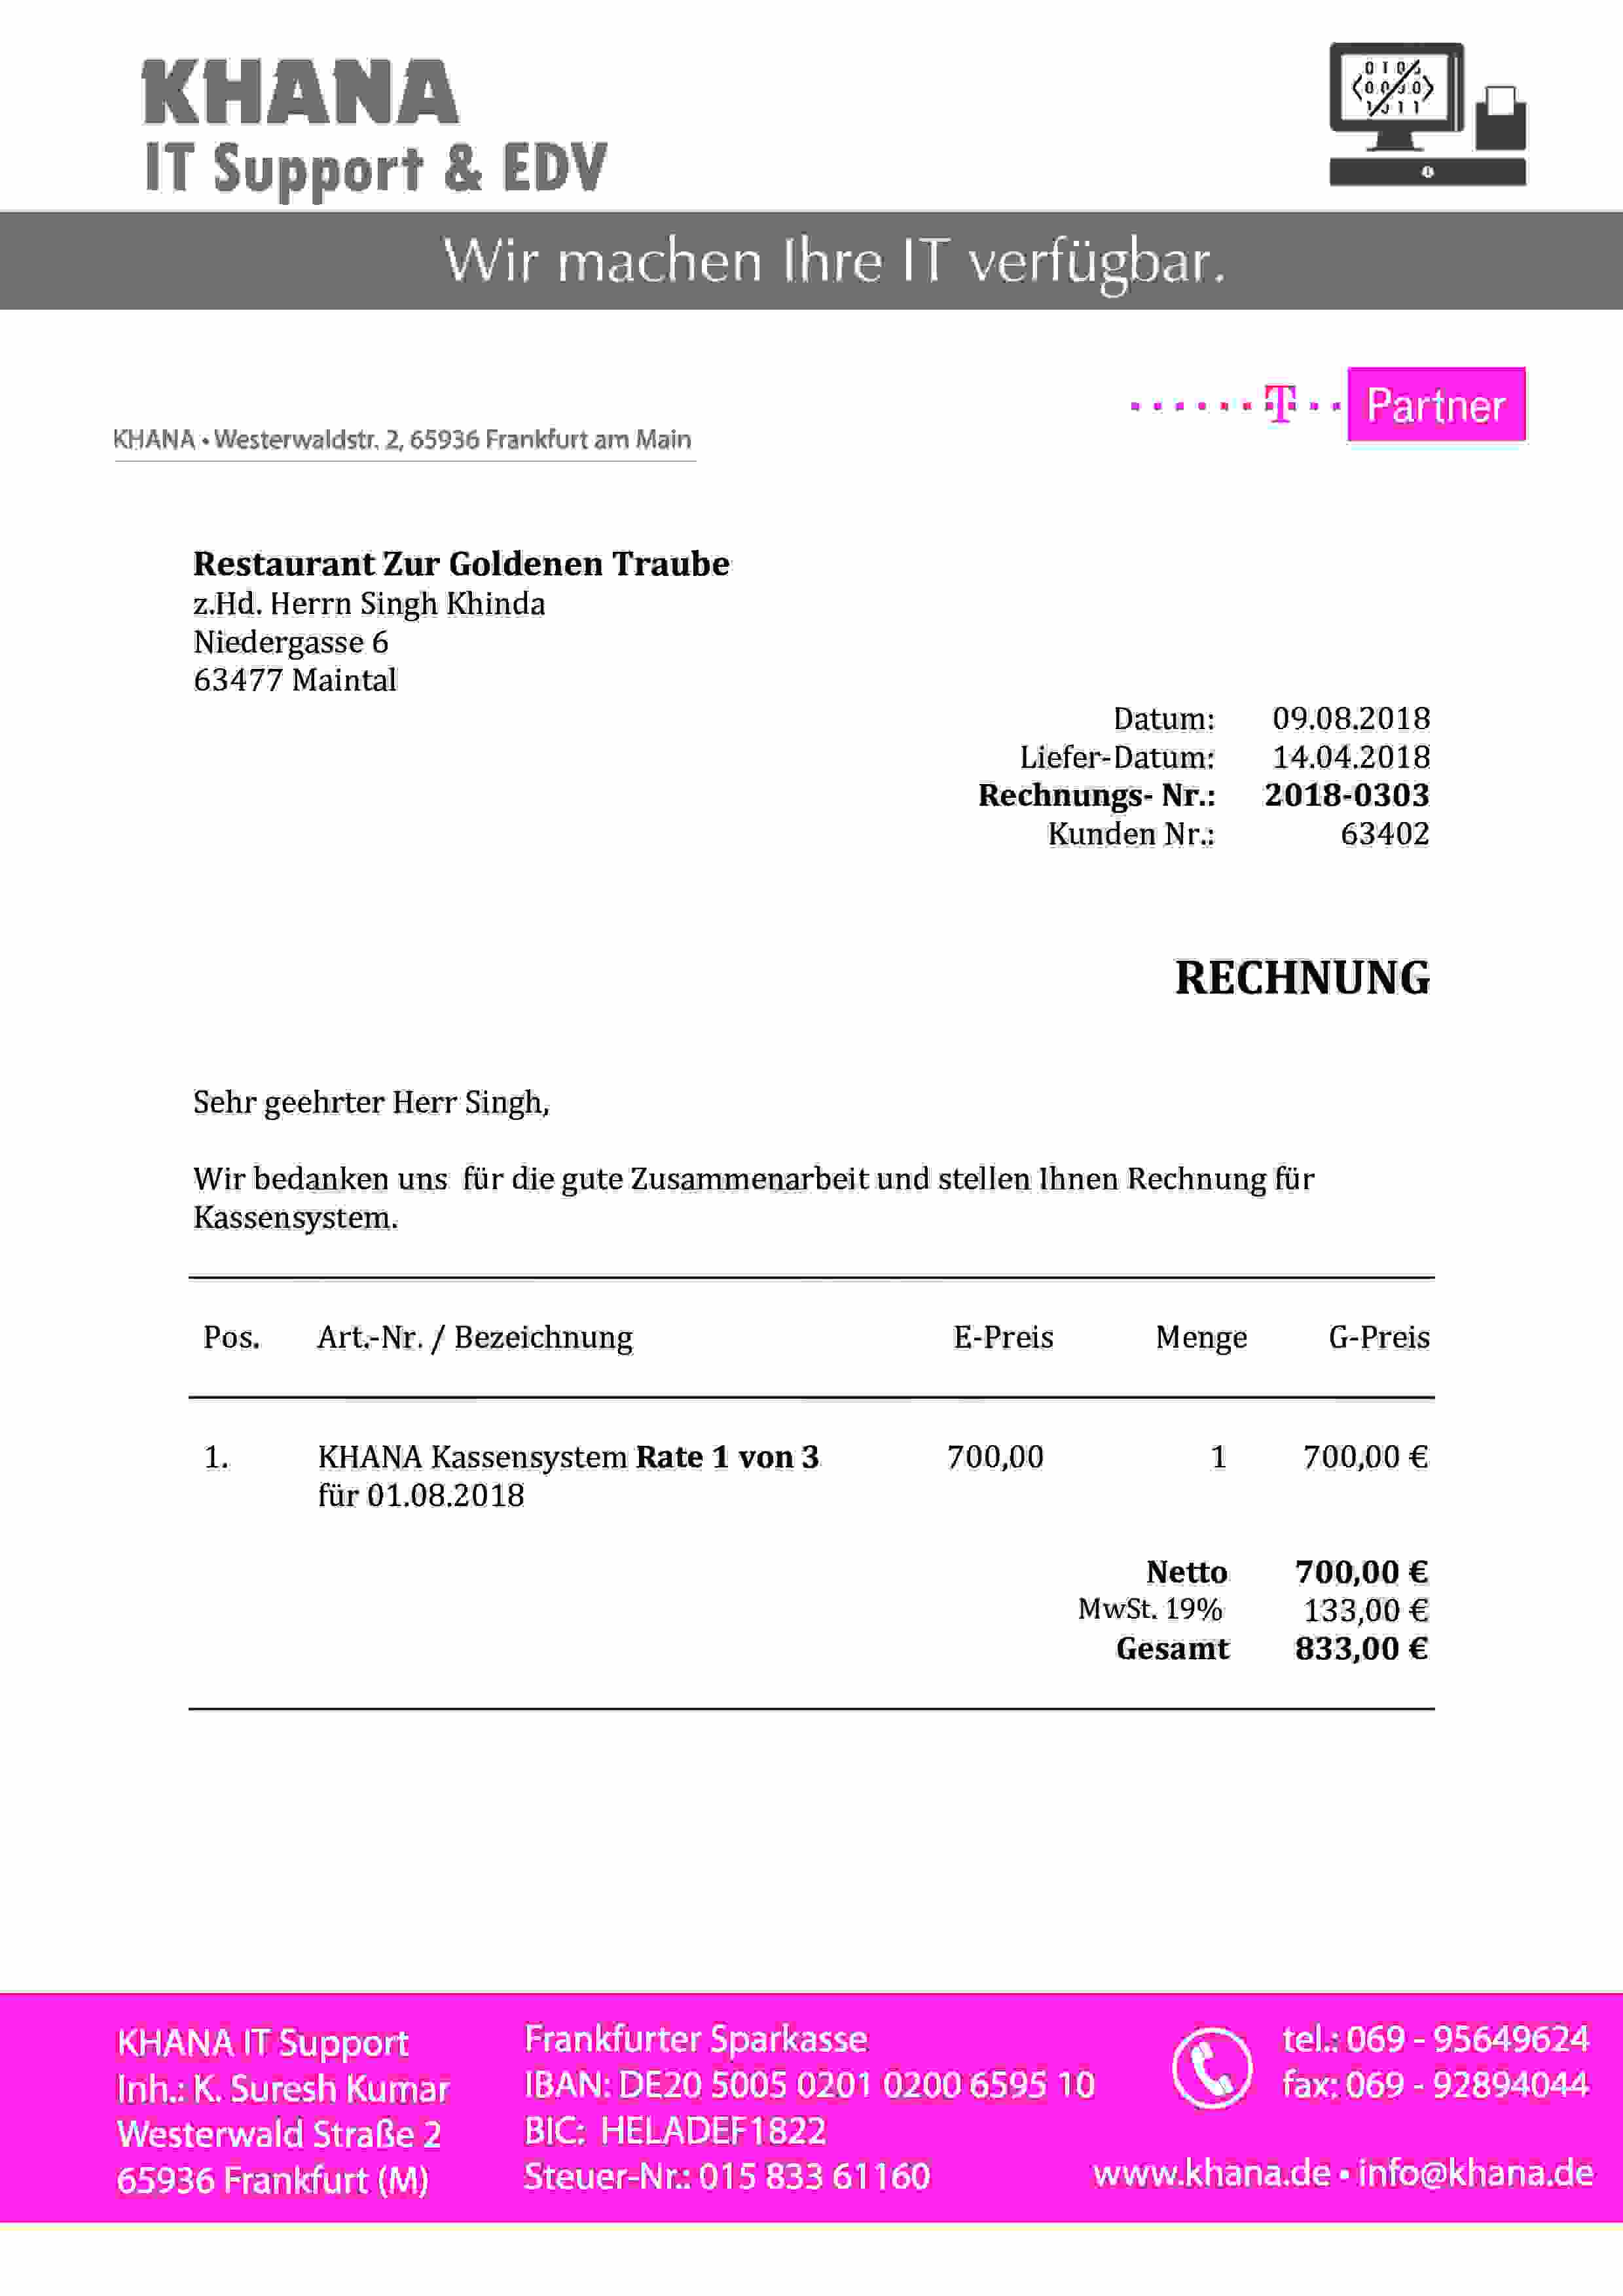 KHANA
IT Support & EDV
Wir machen Ihre IT verfügbar.
T Partner
KHANA • Westerwaldstr. 2, 65936 Frankfurt am Main
Restaurant Zur Goldenen Traube
z.Hd. Herrn Singh Khinda
Niedergasse 6
63477 Maintal
Datum: 09.08.2018
Liefer-Datum: 14.04.2018
Rechnungs- Nr.: 2018-0303
Kunden Nr.: 63402
RECHNUNG
Sehr geehrter Herr Singh,
Wir bedanken uns für die gute Zusammenarbeit und stellen Ihnen Rechnung für
Kassensystem.
Pos. Art.-Nr. / Bezeichnung E-Preis Menge G-Preis
1. KHANA Kassensystem Rate 1 von 3 700,00 1 700,00 €
für 01.08.2018
Netto 700,00 €
MwSt. 19% 133,00 €
Gesamt 833,00 €
KHANA IT Support
Inh.: K. Suresh Kumar
Westerwald Straße 2
65936 Frankfurt (M)
Frankfurter Sparkasse
IBAN: DE20 5005 0201 0200 6595 10
BIC: HELADEF1822
Steuer-Nr.: 015 833 61160
tel.: 069 - 95649624
fax: 069 - 92894044
www.khana.de • info@khana.de